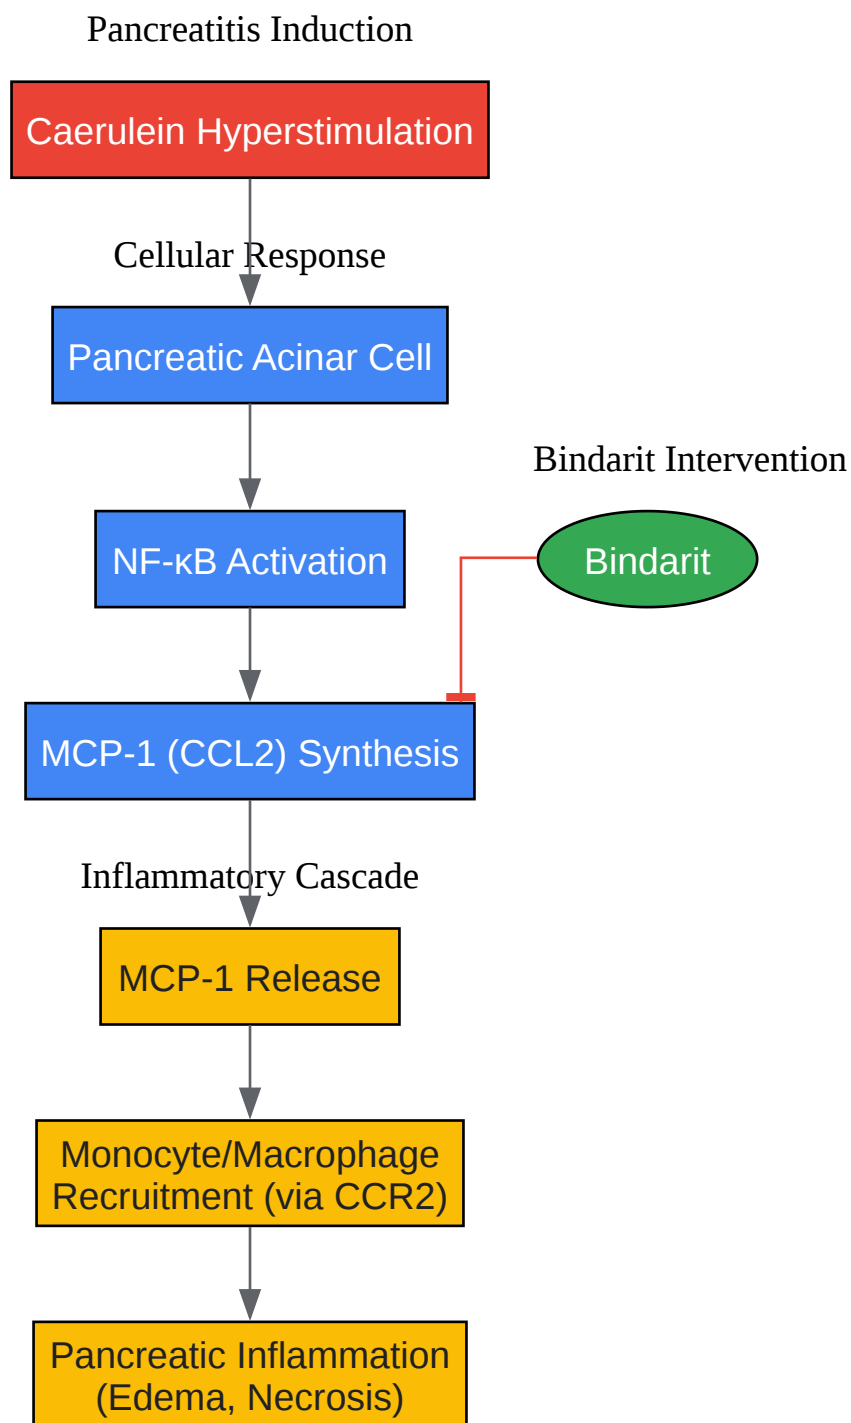 Pancreatitis Induction
Caerulein Hyperstimulation
Cellular Response
Pancreatic Acinar Cell
Bindarit Intervention
NF-κB Activation
Bindarit
MCP-1 (CCL2) Synthesis
Inflammatory Cascade
MCP-1 Release
Monocyte/Macrophage
Recruitment (via CCR2)
Pancreatic Inflammation
(Edema, Necrosis)